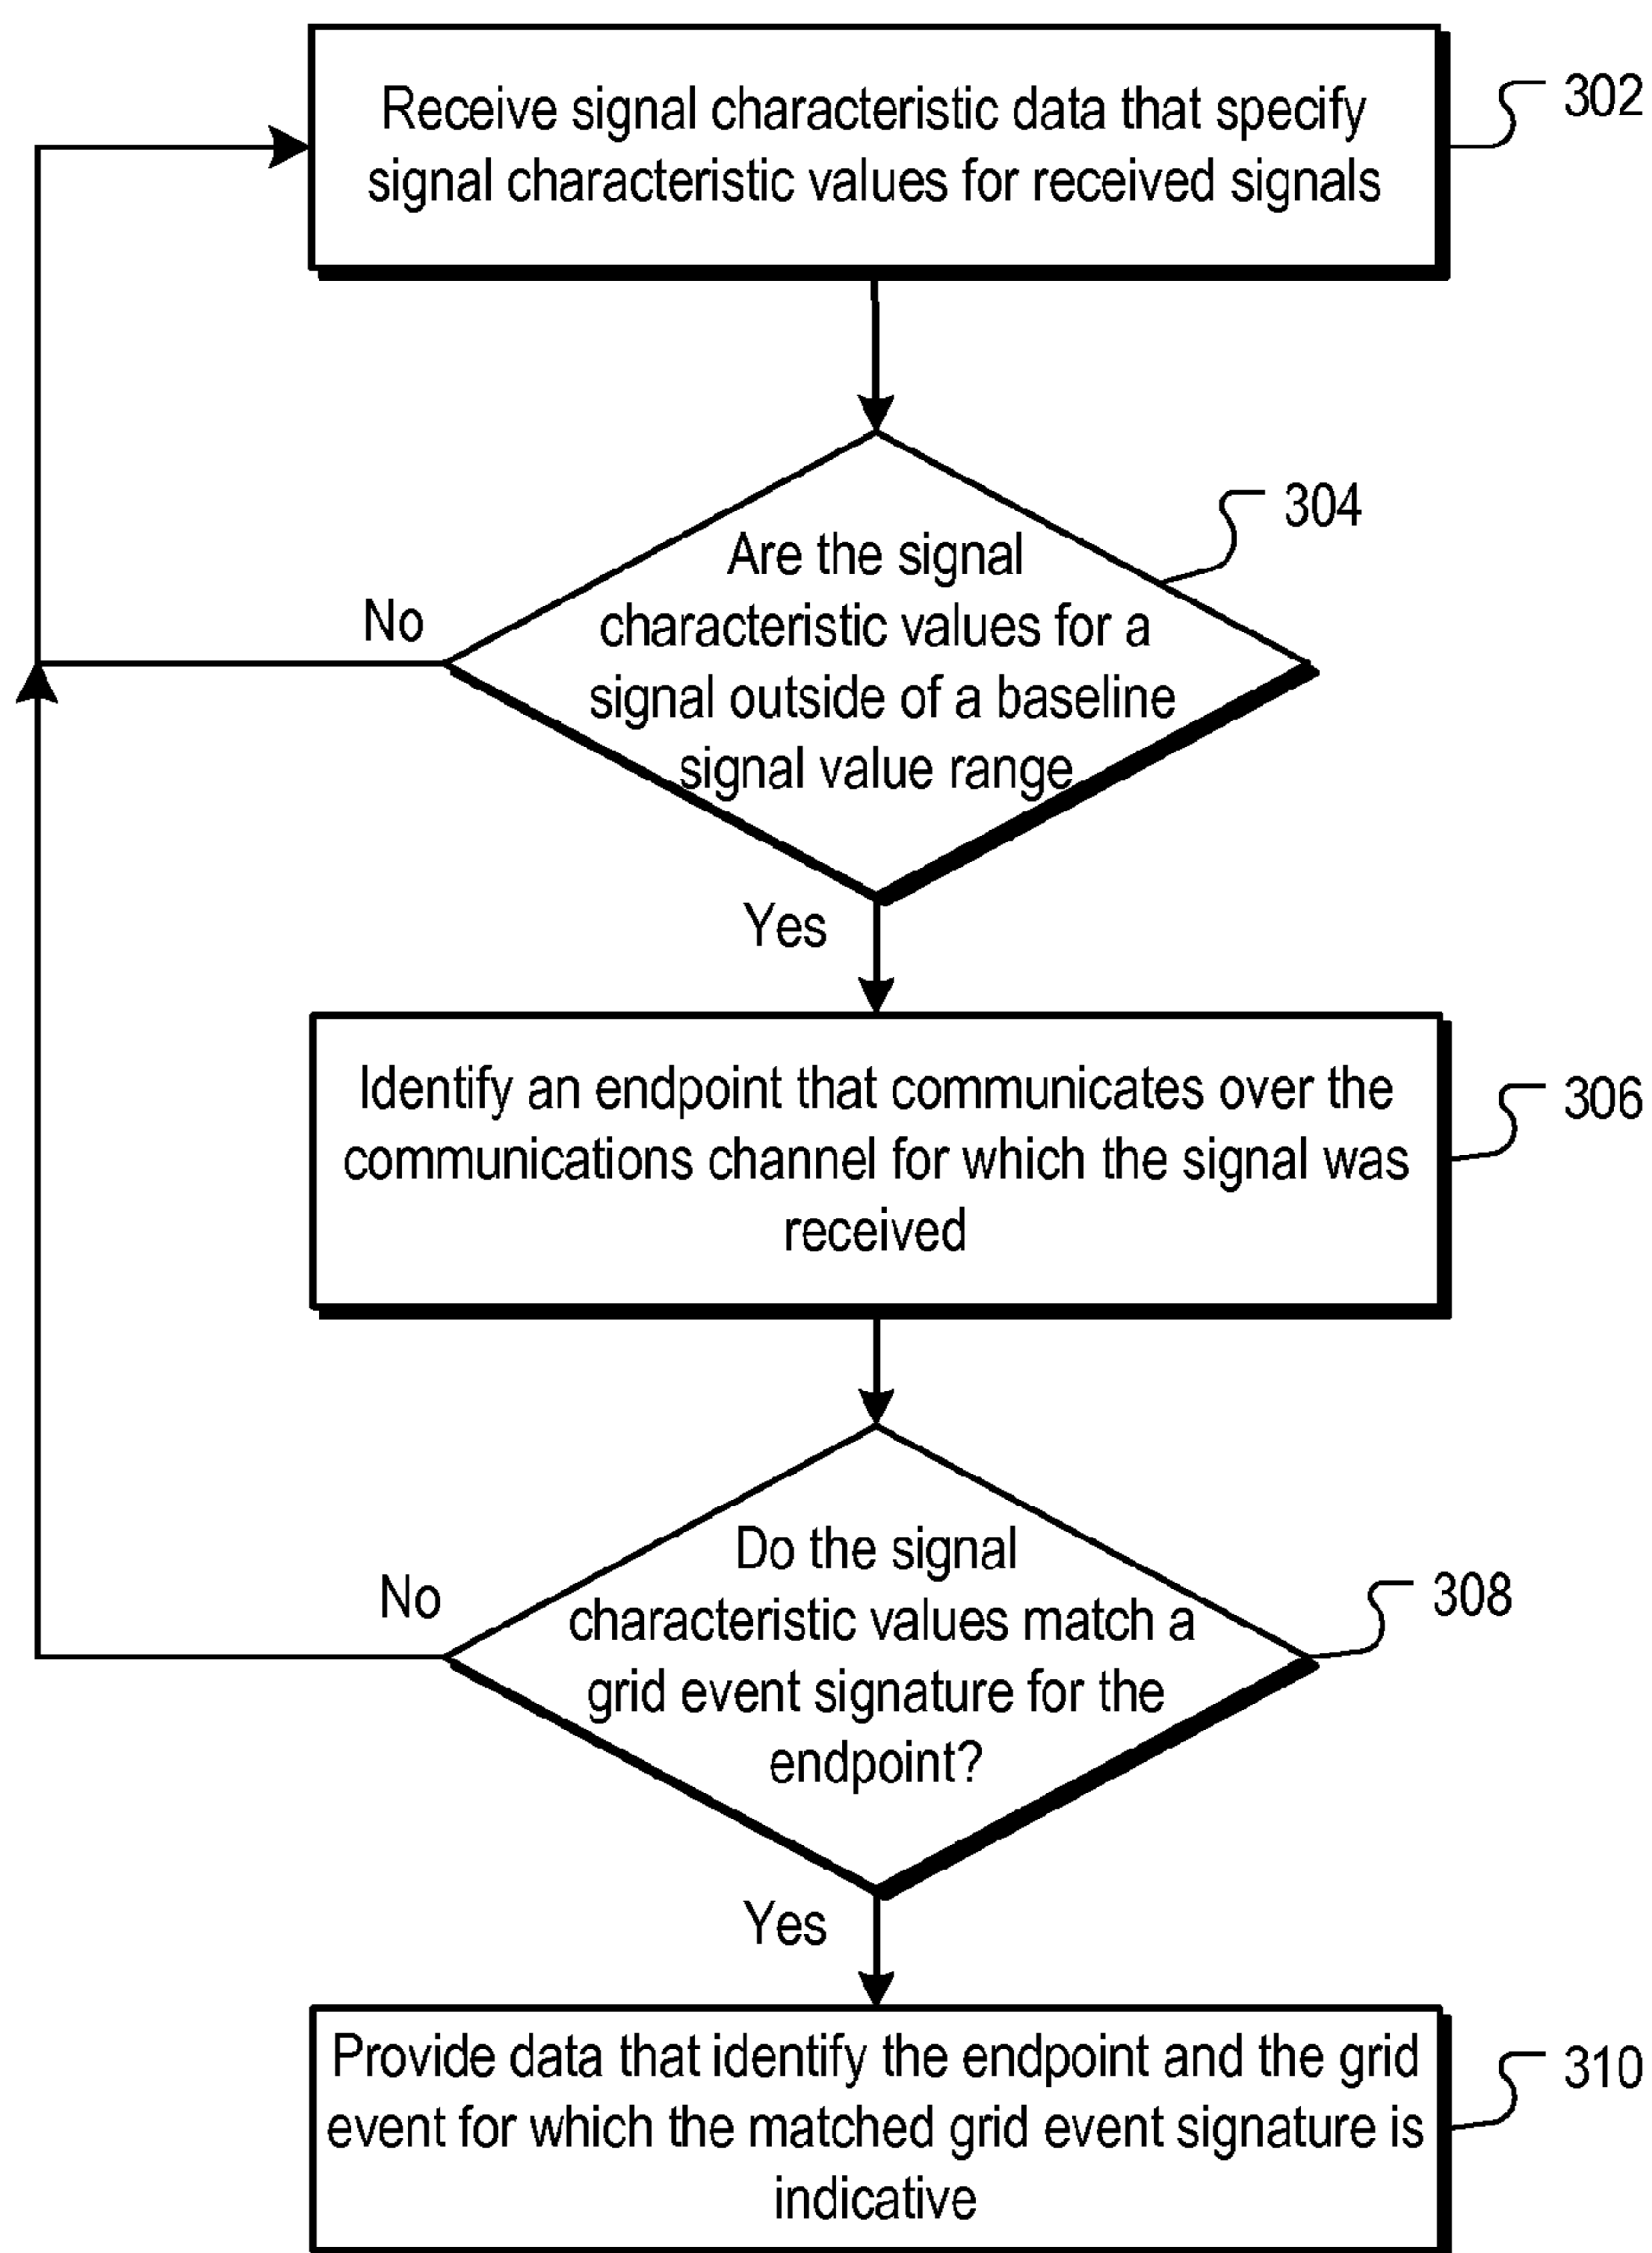 Receive signal characteristic data that specify
signal characteristic values for received signals
302
304
Are the signal
characteristic values for a
signal outside of a baseline
signal value range
No
Yes
Identify an endpoint that communicates over the
communications channel for which the signal was
received
306
Do the signal
characteristic values match a
grid event signature for the
endpoint?
308
No
Yes
Provide data that identify the endpoint and the grid
event for which the matched grid event signature is
indicative
310